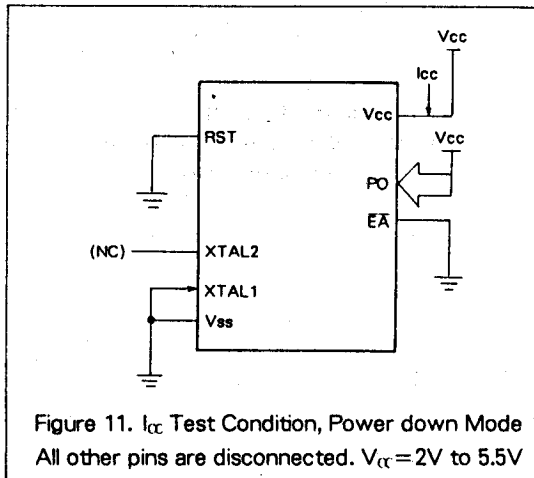 Vcc
Icc
Vcc
Vcc
RST
PO
EA
(NC)
XTAL2
XTAL1
Vss
Figure 11. Icc Test Condition, Power down Mode
All other pins are disconnected. Vcc=2V to 5.5V